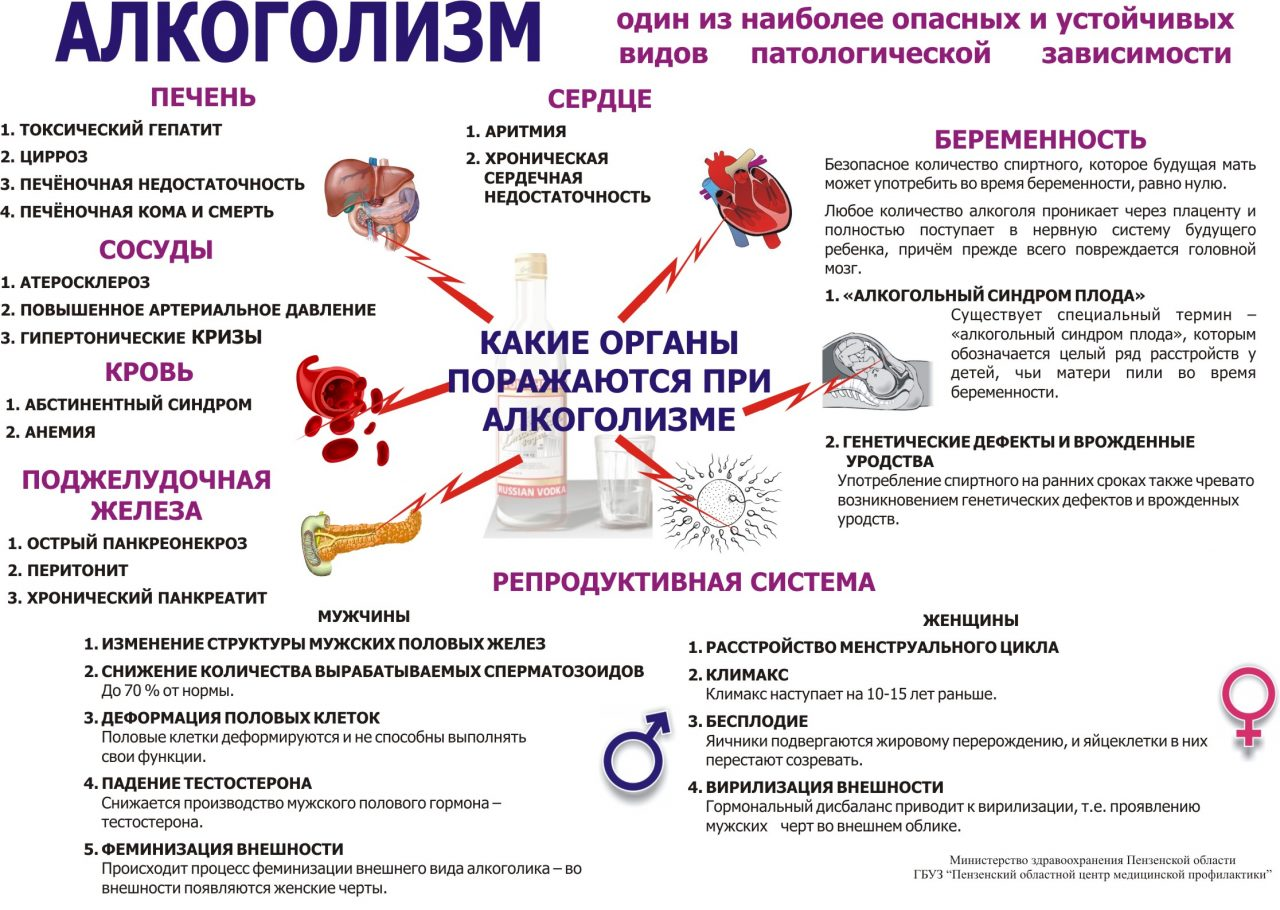 АЛКОГОЛИЗМ
один из наиболее опасных и устойчивых
видов патологической зависимости
ПЕЧЕНЬ
1. ТОКСИЧЕСКИЙ ГЕПАТИТ
2. ЦИРРОЗ
3. ПЕЧЁНОЧНАЯ НЕДОСТАТОЧНОСТЬ
4. ПЕЧЁНОЧНАЯ КОМА И СМЕРТЬ
СОСУДЫ
1. АТЕРОСКЛЕРОЗ
2. ПОВЫШЕННОЕ АРТЕРИАЛЬНОЕ ДАВЛЕНИЕ
3. ГИПЕРТОНИЧЕСКИЕ КРИЗЫ
КРОВЬ
1. АБСТИНЕНТНЫЙ СИНДРОМ
2. АНЕМИЯ
ПОДЖЕЛУДОЧНАЯ
ЖЕЛЕЗА
1. ОСТРЫЙ ПАНКРЕОНЕКРОЗ
2. ПЕРИТОНИТ
3. ХРОНИЧЕСКИЙ ПАНКРЕАТИТ
СЕРДЦЕ
1. АРИТМИЯ
2. ХРОНИЧЕСКАЯ
СЕРДЕЧНАЯ
НЕДОСТАТОЧНОСТЬ
КАКИЕ ОРГАНЫ
ПОРАЖАЮТСЯ ПРИ
АЛКОГОЛИЗМЕ
RUSSIAN VODKA
БЕРЕМЕННОСТЬ
Безопасное количество спиртного, которое будущая мать
может употребить во время беременности, равно нулю.
Любое количество алкоголя проникает через плаценту и
полностью поступает в нервную систему будущего
ребенка, причём прежде всего повреждается головной
мозг.
1. «АЛКОГОЛЬНЫЙ СИНДРОМ ПЛОДА»
Существует специальный термин –
«алкогольный синдром плода», которым
обозначается целый ряд расстройств у
детей, чьи матери пили во время
беременности.
2. ГЕНЕТИЧЕСКИЕ ДЕФЕКТЫ И ВРОЖДЕННЫЕ
УРОДСТВА
Употребление спиртного на ранних сроках также чревато
возникновением генетических дефектов и врожденных
уродств.
РЕПРОДУКТИВНАЯ СИСТЕМА
МУЖЧИНЫ
1. ИЗМЕНЕНИЕ СТРУКТУРЫ МУЖСКИХ ПОЛОВЫХ ЖЕЛЕЗ
2. СНИЖЕНИЕ КОЛИЧЕСТВА ВЫРАБАТЫВАЕМЫХ СПЕРМАТОЗОИДОВ
До 70 % от нормы.
3. ДЕФОРМАЦИЯ ПОЛОВЫХ КЛЕТОК
Половые клетки деформируются и не способны выполнять
свои функции.
4. ПАДЕНИЕ ТЕСТОСТЕРОНА
Снижается производство мужского полового гормона –
тестостерона.
5. ФЕМИНИЗАЦИЯ ВНЕШНОСТИ
Происходит процесс феминизации внешнего вида алкоголика – во
внешности появляются женские черты.
ЖЕНЩИНЫ
1. РАССТРОЙСТВО МЕНСТРУАЛЬНОГО ЦИКЛА
2. КЛИМАКС
Климакс наступает на 10-15 лет раньше.
3. БЕСПЛОДИЕ
Яичники подвергаются жировому перерождению, и яйцеклетки в них
перестают созревать.
4. ВИРИЛИЗАЦИЯ ВНЕШНОСТИ
Гормональный дисбаланс приводит к вирилизации, т.е. проявлению
мужских черт во внешнем облике.
Министерство здравоохранения Пензенской области
ГБУЗ “Пензенский областной центр медицинской профилактики”